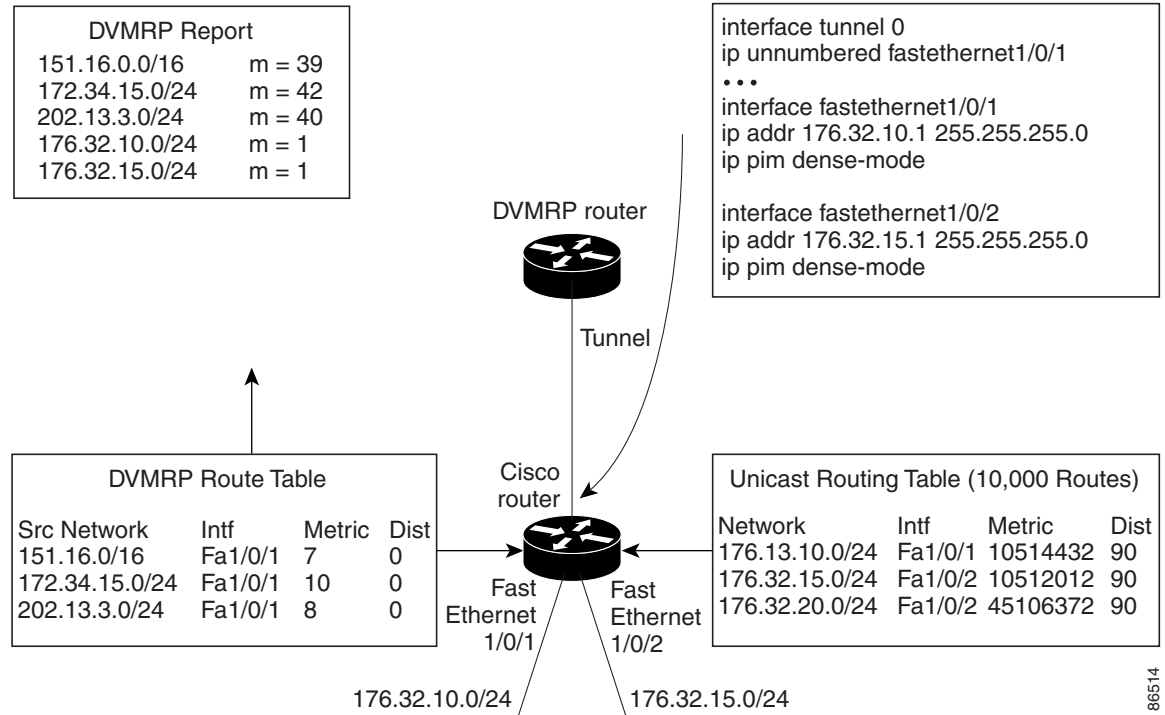 DVMRP Report
151.16.0.0/16 m = 39
172.34.15.0/24 m = 42
202.13.3.0/24 m = 40
176.32.10.0/24 m = 1
176.32.15.0/24 m = 1
interface tunnel 0
ip unnumbered fastethernet1/0/1
• • •
interface fastethernet1/0/1
ip addr 176.32.10.1 255.255.255.0
ip pim dense-mode
interface fastethernet1/0/2
ip addr 176.32.15.1 255.255.255.0
ip pim dense-mode
DVMRP router
Tunnel
DVMRP Route Table
Src Network Intf Metric Dist
151.16.0/16 Fa1/0/1 7 0
172.34.15.0/24 Fa1/0/1 10 0
202.13.3.0/24 Fa1/0/1 8 0
Cisco
router
Unicast Routing Table (10,000 Routes)
Network Intf Metric Dist
176.13.10.0/24 Fa1/0/1 10514432 90
176.32.15.0/24 Fa1/0/2 10512012 90
176.32.20.0/24 Fa1/0/2 45106372 90
Fast
Ethernet
1/0/1
Fast
Ethernet
1/0/2
176.32.10.0/24
176.32.15.0/24
86514